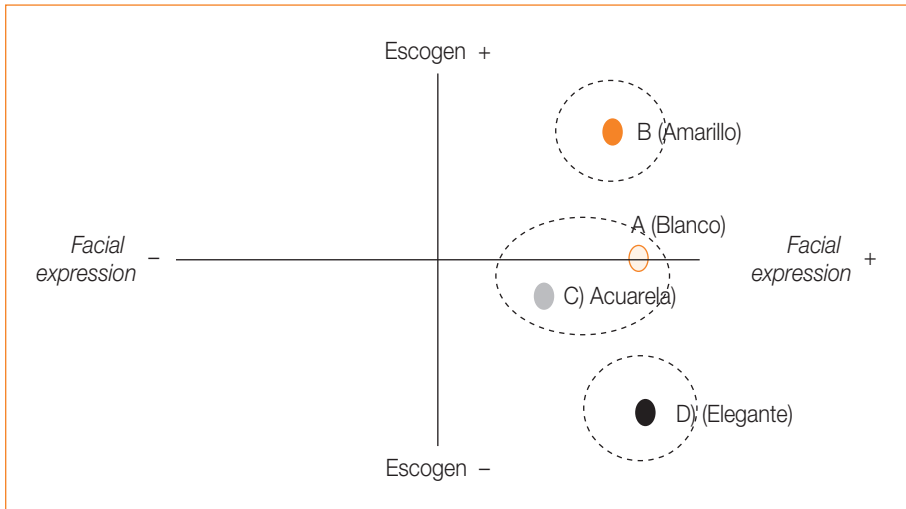 Escogen +
B (Amarillo)
A (Blanco)
Facial
expression –
Facial
expression +
C) Acuarela)
D) (Elegante)
Escogen –